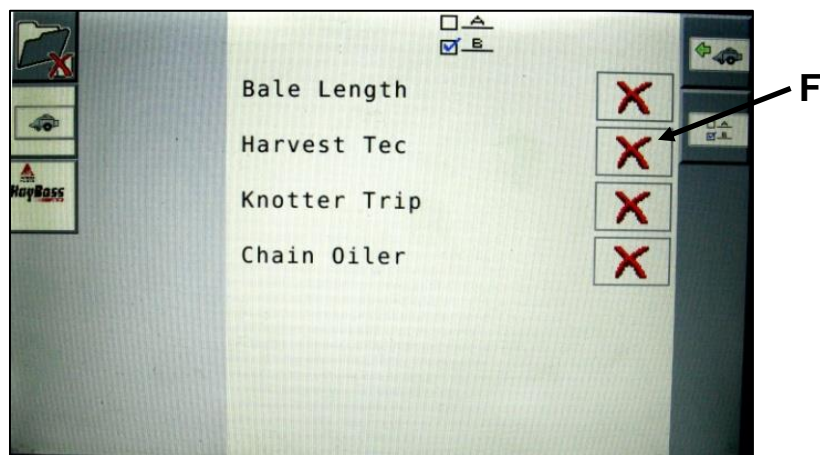 A
B
Bale Length
F
A
B
Harvest Tec
HayBoss
Knotter Trip
Chain Oiler